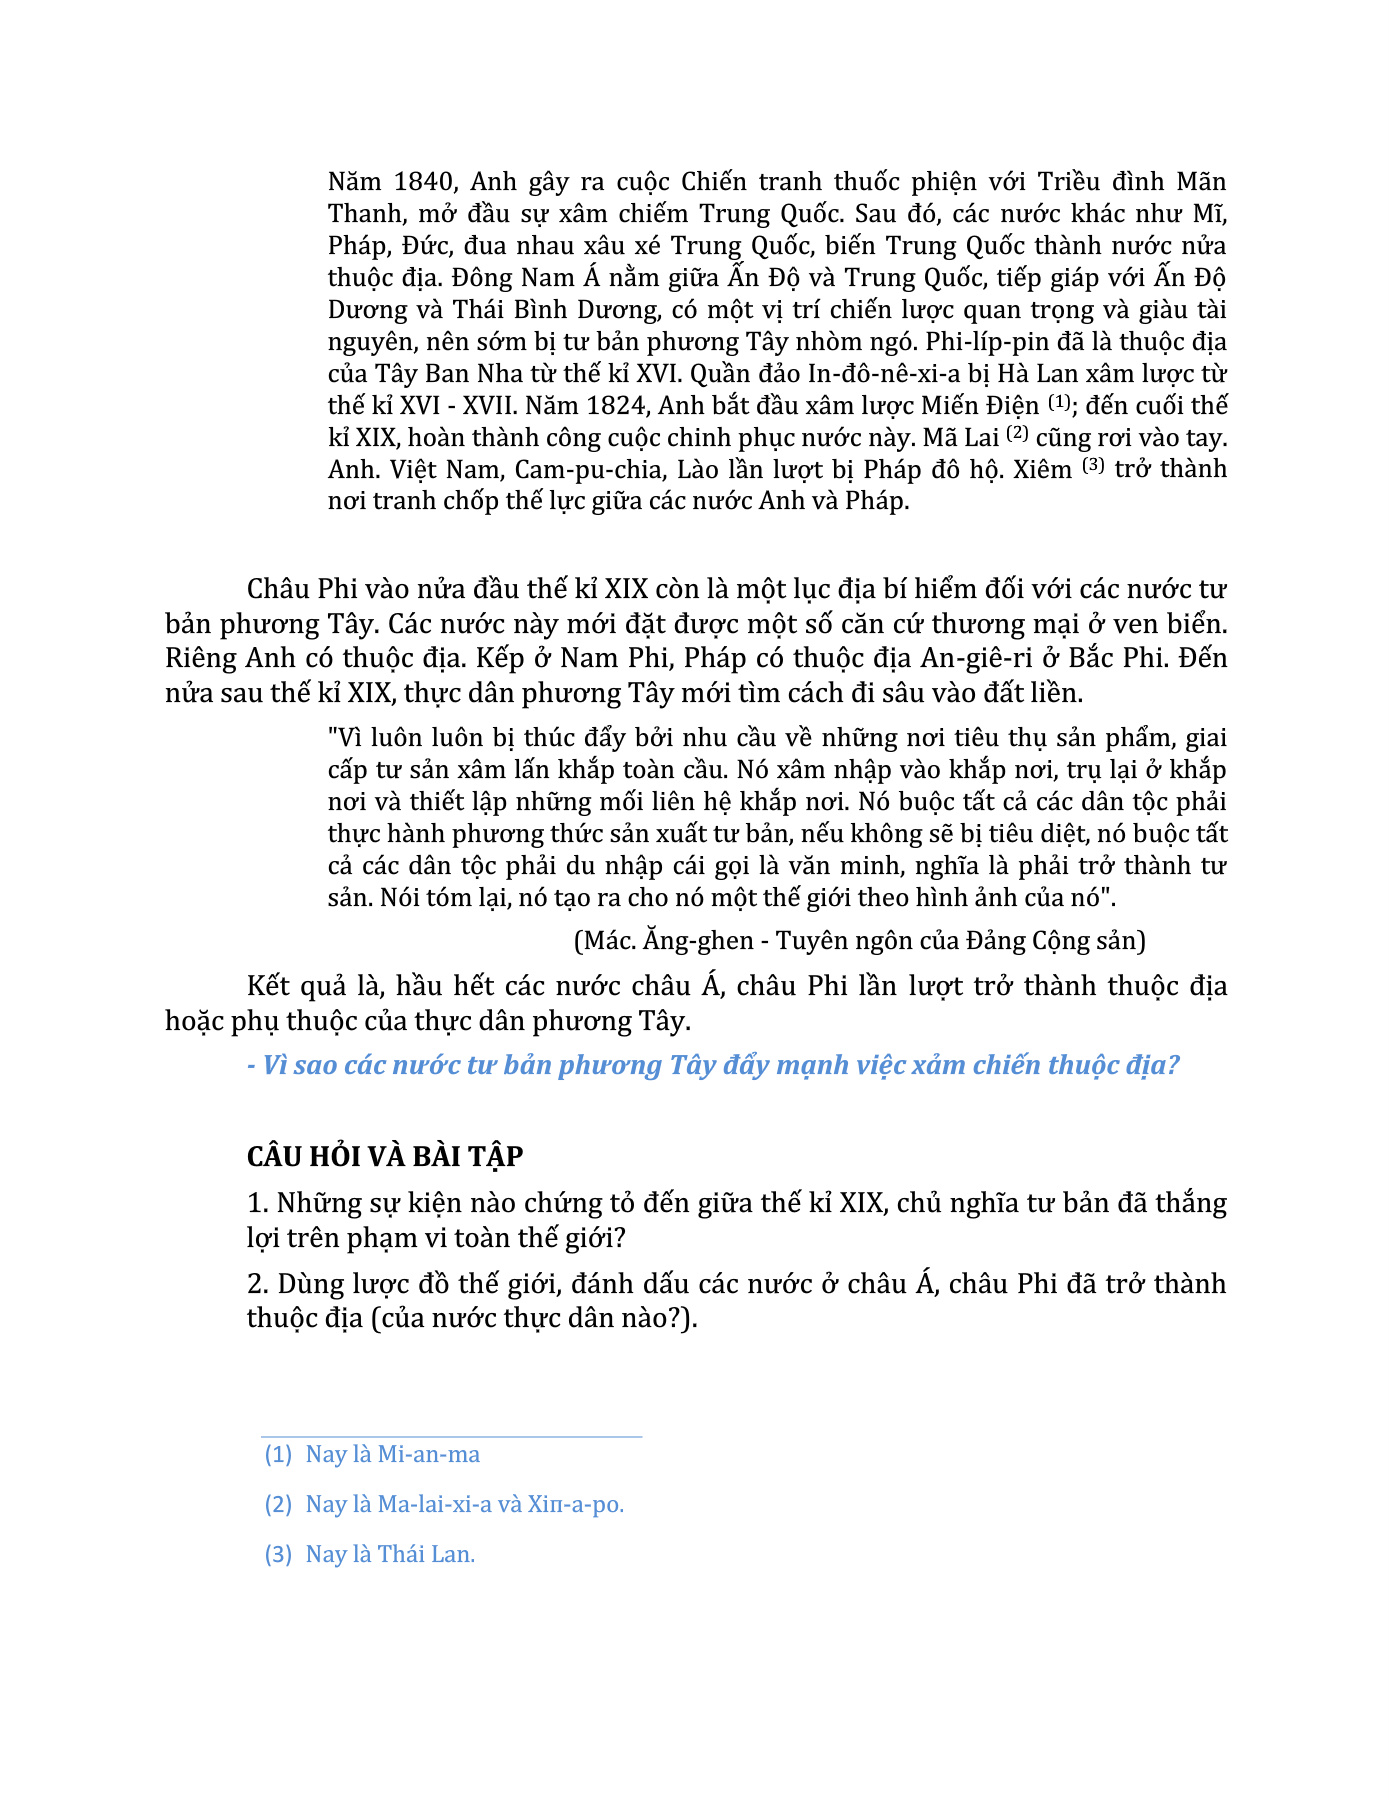 Năm 1840, Anh gây ra cuộc Chiến tranh thuốc phiện với Triều đình Mãn
Thanh, mở đầu sự xâm chiếm Trung Quốc. Sau đó, các nước khác như Mĩ,
Pháp, Đức, đua nhau xâu xé Trung Quốc, biến Trung Quốc thành nước nửa
thuộc địa. Đông Nam Á nằm giữa Ấn Độ và Trung Quốc, tiếp giáp với Ấn Độ
Dương và Thái Bình Dương, có một vị trí chiến lược quan trọng và giàu tài
nguyên, nên sớm bị tư bản phương Tây nhòm ngó. Phi-líp-pin đã là thuộc địa
của Tây Ban Nha từ thế kỉ XVI. Quần đảo In-đô-nê-xi-a bị Hà Lan xâm lược từ
thế kỉ XVI - XVII. Năm 1824, Anh bắt đầu xâm lược Miến Điện (1); đến cuối thế
kỉ XIX, hoàn thành công cuộc chinh phục nước này. Mã Lai (2) cũng rơi vào tay.
Anh. Việt Nam, Cam-pu-chia, Lào lần lượt bị Pháp đô hộ. Xiêm (3) trở thành
nơi tranh chốp thế lực giữa các nước Anh và Pháp.
Châu Phi vào nửa đầu thế kỉ XIX còn là một lục địa bí hiểm đối với các nước tư
bản phương Tây. Các nước này mới đặt được một số căn cứ thương mại ở ven biển.
Riêng Anh có thuộc địa. Kếp ở Nam Phi, Pháp có thuộc địa An-giê-ri ở Bắc Phi. Đến
nửa sau thế kỉ XIX, thực dân phương Tây mới tìm cách đi sâu vào đất liền.
"Vì luôn luôn bị thúc đẩy bởi nhu cầu về những nơi tiêu thụ sản phẩm, giai
cấp tư sản xâm lấn khắp toàn cầu. Nó xâm nhập vào khắp nơi, trụ lại ở khắp
nơi và thiết lập những mối liên hệ khắp nơi. Nó buộc tất cả các dân tộc phải
thực hành phương thức sản xuất tư bản, nếu không sẽ bị tiêu diệt, nó buộc tất
cả các dân tộc phải du nhập cái gọi là văn minh, nghĩa là phải trở thành tư
sản. Nói tóm lại, nó tạo ra cho nó một thế giới theo hình ảnh của nó".
(Mác. Ăng-ghen - Tuyên ngôn của Đảng Cộng sản)
Kết quả là, hầu hết các nước châu Á, châu Phi lần lượt trở thành thuộc địa
hoặc phụ thuộc của thực dân phương Tây.
- Vì sao các nước tư bản phương Tây đẩy mạnh việc xảm chiến thuộc địa?
CÂU HỎI VÀ BÀI TẬP
1. Những sự kiện nào chứng tỏ đến giữa thế kỉ XIX, chủ nghĩa tư bản đã thắng
lợi trên phạm vi toàn thế giới?
2. Dùng lược đồ thế giới, đánh dấu các nước ở châu Á, châu Phi đã trở thành
thuộc địa (của nước thực dân nào?).
(1) Nay là Mi-an-ma
(2) Nay là Ma-lai-xi-a và Xiп-a-po.
(3) Nay là Thái Lan.